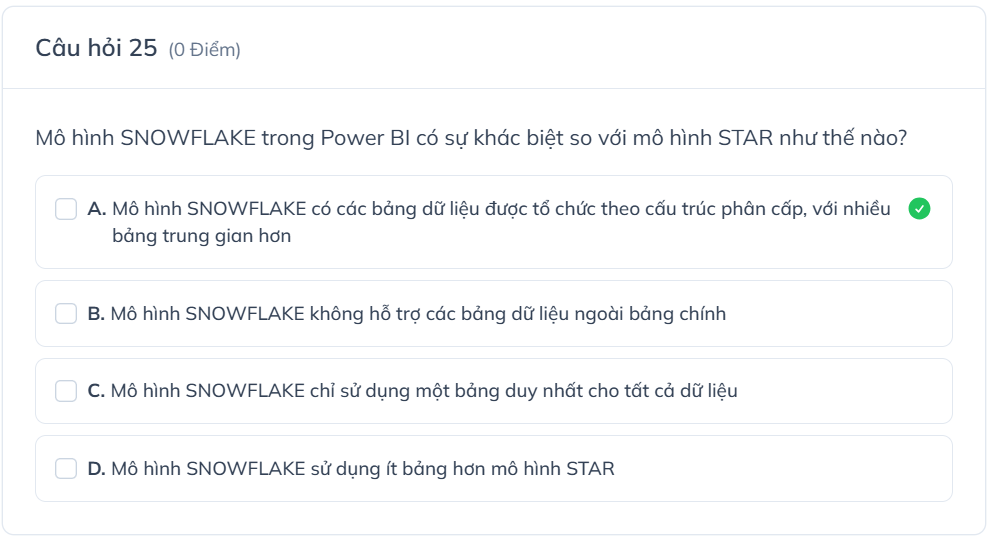 Câu hỏi 25 (0 Điểm)
Mô hình SNOWFLAKE trong Power BI có sự khác biệt so với mô hình STAR như thế nào?
A. Mô hình SNOWFLAKE có các bảng dữ liệu được tổ chức theo cấu trúc phân cấp, với nhiều
bảng trung gian hơn
B. Mô hình SNOWFLAKE không hỗ trợ các bảng dữ liệu ngoài bảng chính
C. Mô hình SNOWFLAKE chỉ sử dụng một bảng duy nhất cho tất cả dữ liệu
D. Mô hình SNOWFLAKE sử dụng ít bảng hơn mô hình STAR